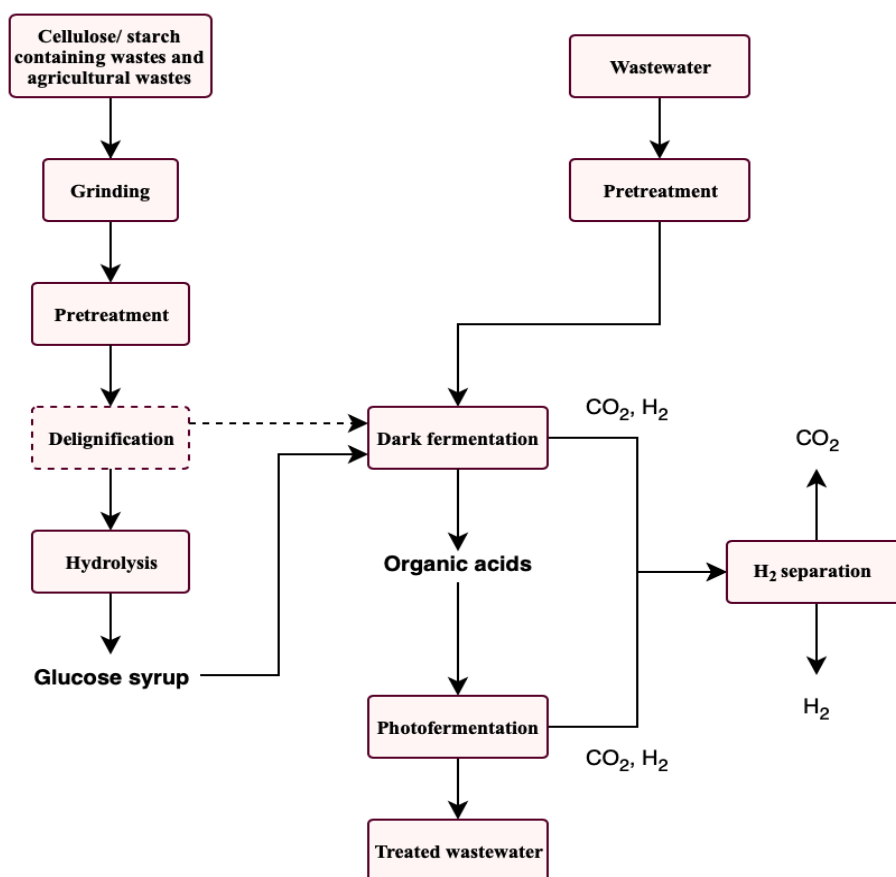 Cellulose/ starch
containing wastes and
agricultural wastes
Wastewater
Grinding
Pretreatment
Pretreatment
Delignification
Dark fermentation
CO₂, H₂
CO₂
Hydrolysis
Organic acids
H₂ separation
Glucose syrup
H₂
Photofermentation
CO₂, H₂
Treated wastewater